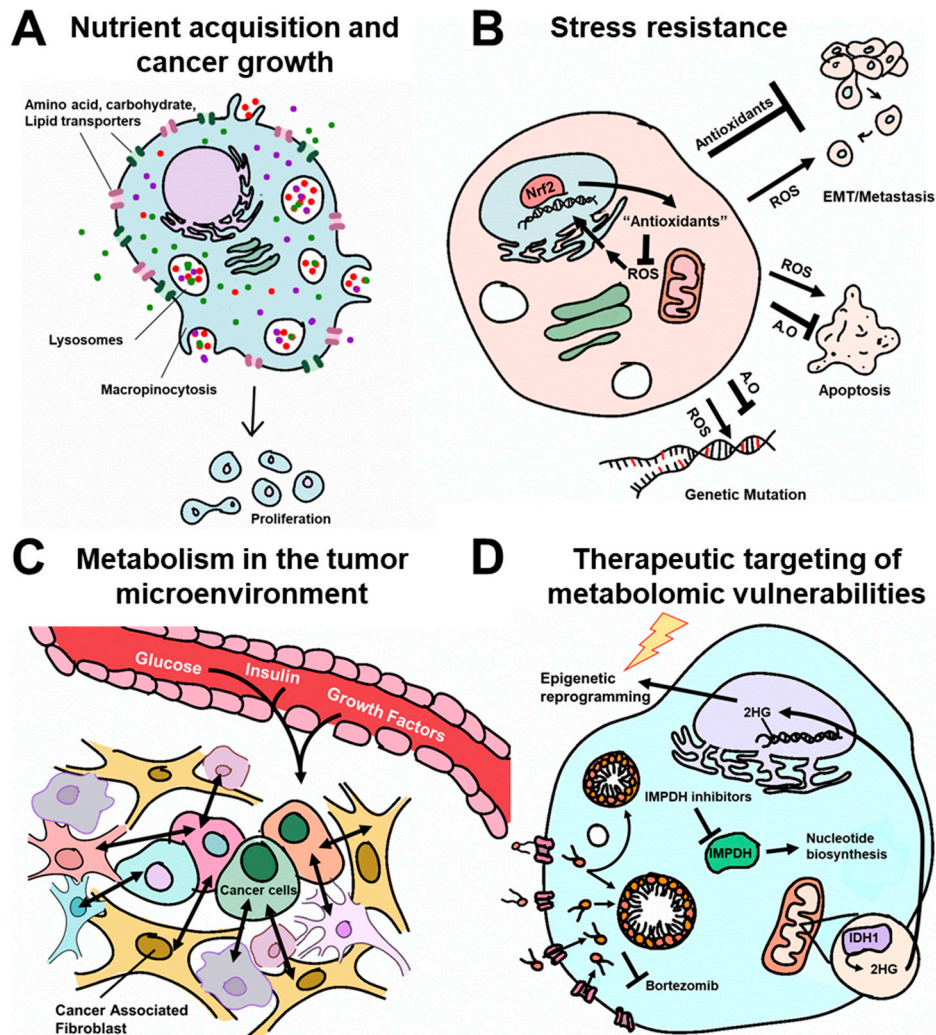 A
Nutrient acquisition and
cancer growth
Amino acid, carbohydrate,
Lipid transporters
Lysosomes
Macropinocytosis
Proliferation
B
Stress resistance
Antioxidants
Nrf2
"Antioxidants"
ROS
ROS
EMT/Metastasis
ROS
A.O
Apoptosis
A.O
ROS
Genetic Mutation
C
Metabolism in the tumor
microenvironment
Glucose
Insulin
Growth Factors
Cancer cells
Cancer Associated
Fibroblast
D
Therapeutic targeting of
metabolomic vulnerabilities
Epigenetic
reprogramming
2HG
IMPDH inhibitors
IMPDH
Nucleotide
biosynthesis
IDH1
2HG
Bortezomib